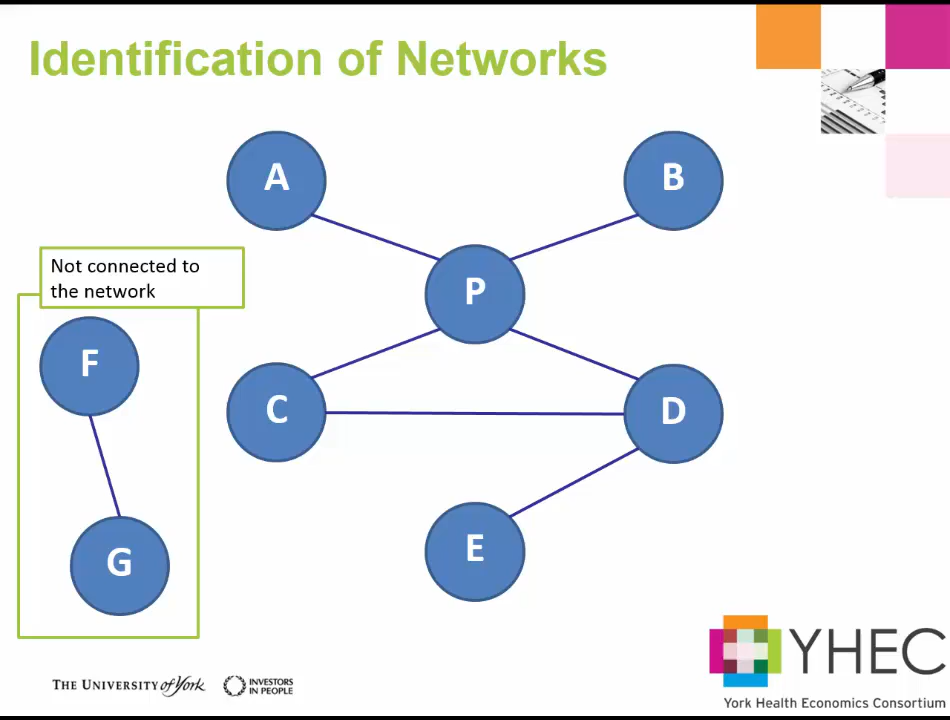 Identification of Networks
A
B
Not connected to
the network
P
F
C
D
E
G
THE UNIVERSITY of York
INVESTORS
IN PEOPLE
YHEC
York Health Economics Consortium